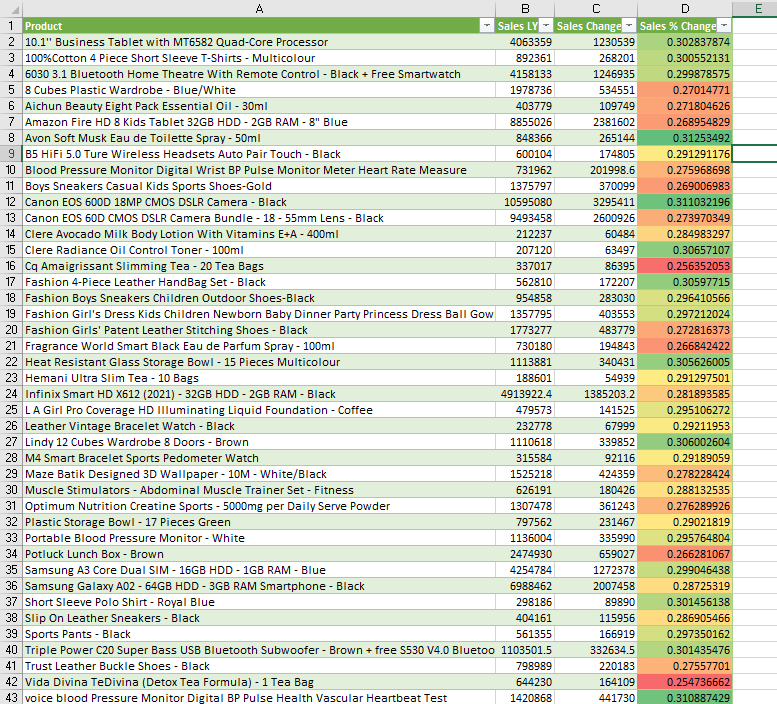 A B C D E
1 Product Sales LY Sales Change Sales % Change
2 10.1" Business Tablet with MT6582 Quad-Core Processor 4063359 1230539 0.302837874
3 100%Cotton 4 Piece Short Sleeve T-Shirts - Multicolour 892361 268201 0.300552131
4 6030 3.1 Bluetooth Home Theatre With Remote Control - Black + Free Smartwatch 4158133 1246935 0.299878575
5 8 Cubes Plastic Wardrobe - Blue/White 1978736 534551 0.27014771
6 Aichun Beauty Eight Pack Essential Oil - 30ml 403779 109749 0.271804626
7 Amazon Fire HD 8 Kids Tablet 32GB HDD - 2GB RAM - 8" Blue 8855026 2381602 0.268954829
8 Avon Soft Musk Eau de Toilette Spray - 50ml 848366 265144 0.31253492
9 B5 HiFi 5.0 Ture Wireless Headsets Auto Pair Touch - Black 600104 174805 0.291291176
10 Blood Pressure Monitor Digital Wrist BP Pulse Monitor Meter Heart Rate Measure 731962 201998.6 0.275968698
11 Boys Sneakers Casual Kids Sports Shoes-Gold 1375797 370099 0.269006983
12 Canon EOS 600D 18MP CMOS DSLR Camera - Black 10595080 3295411 0.311032196
13 Canon EOS 60D CMOS DSLR Camera Bundle - 18 - 55mm Lens - Black 9493458 2600926 0.273970349
14 Clere Avocado Milk Body Lotion With Vitamins E+A - 400ml 212237 60484 0.284983297
15 Clere Radiance Oil Control Toner - 100ml 207120 63497 0.30657107
16 Cq Amaigrissant Slimming Tea - 20 Tea Bags 337017 86395 0.256352053
17 Fashion 4-Piece Leather HandBag Set - Black 562810 172207 0.30597715
18 Fashion Boys Sneakers Children Outdoor Shoes-Black 954858 283030 0.296410566
19 Fashion Girl's Dress Kids Children Newborn Baby Dinner Party Princess Dress Ball Gow 1357795 403553 0.297212024
20 Fashion Girls' Patent Leather Stitching Shoes - Black 1773277 483779 0.272816373
21 Fragrance World Smart Black Eau de Parfum Spray - 100ml 730180 194843 0.266842422
22 Heat Resistant Glass Storage Bowl - 15 Pieces Multicolour 1113881 340431 0.305626005
23 Hemani Ultra Slim Tea - 10 Bags 188601 54939 0.291297501
24 Infinix Smart HD X612 (2021) - 32GB HDD - 2GB RAM - Black 4913922.4 1385203.2 0.281893585
25 L A Girl Pro Coverage HD Illuminating Liquid Foundation - Coffee 479573 141525 0.295106272
26 Leather Vintage Bracelet Watch - Black 232778 67999 0.29211953
27 Lindy 12 Cubes Wardrobe 8 Doors - Brown 1110618 339852 0.306002604
28 M4 Smart Bracelet Sports Pedometer Watch 315584 92116 0.29189059
29 Maze Batik Designed 3D Wallpaper - 10M - White/Black 1525218 424359 0.278228424
30 Muscle Stimulators - Abdominal Muscle Trainer Set - Fitness 626191 180426 0.288132535
31 Optimum Nutrition Creatine Sports - 5000mg per Daily Serve Powder 1307478 361243 0.276289926
32 Plastic Storage Bowl - 17 Pieces Green 797562 231467 0.29021819
33 Portable Blood Pressure Monitor - White 1136004 335990 0.295764804
34 Potluck Lunch Box - Brown 2474930 659027 0.266281067
35 Samsung A3 Core Dual SIM - 16GB HDD - 1GB RAM - Blue 4254784 1272378 0.299046438
36 Samsung Galaxy A02 - 64GB HDD - 3GB RAM Smartphone - Black 6988462 2007458 0.28725319
37 Short Sleeve Polo Shirt - Royal Blue 298186 89890 0.301456138
38 Slip On Leather Sneakers - Black 404161 115956 0.286905466
39 Sports Pants - Black 561355 166919 0.297350162
40 Triple Power C20 Super Bass USB Bluetooth Subwoofer - Brown + free S530 V4.0 Bluetoo 1103501.5 332634.5 0.301435476
41 Trust Leather Buckle Shoes - Black 798989 220183 0.27557701
42 Vida Divina TeDivina (Detox Tea Formula) - 1 Tea Bag 644230 164109 0.254736662
43 voice blood Pressure Monitor Digital BP Pulse Health Vascular Heartbeat Test 1420868 441730 0.310887429